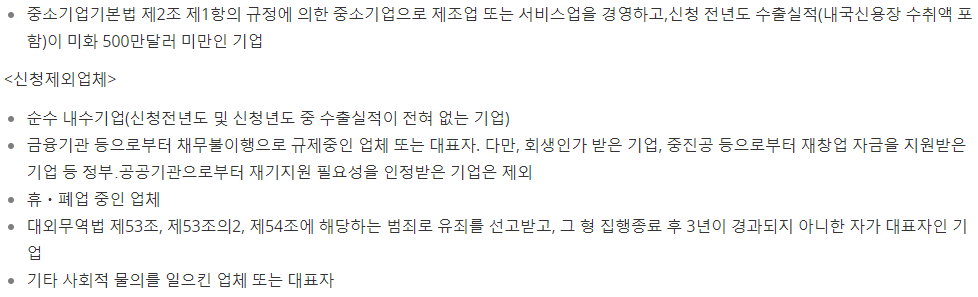 • 중소기업기본법 제2조 제1항의 규정에 의한 중소기업으로 제조업 또는 서비스업을 경영하고,신청 전년도 수출실적(내국신용장 수취액 포
함)이 미화 500만달러 미만인 기업
<신청제외업체>
• 순수 내수기업(신청전년도 및 신청년도 중 수출실적이 전혀 없는 기업)
• 금융기관 등으로부터 채무불이행으로 규제중인 업체 또는 대표자. 다만, 회생인가 받은 기업, 중진공 등으로부터 재창업 자금을 지원받은
기업 등 정부.공공기관으로부터 재기지원 필요성을 인정받은 기업은 제외
• 휴・폐업 중인 업체
• 대외무역법 제53조, 제53조의2, 제54조에 해당하는 범죄로 유죄를 선고받고, 그 형 집행종료 후 3년이 경과되지 아니한 자가 대표자인 기
업
• 기타 사회적 물의를 일으킨 업체 또는 대표자